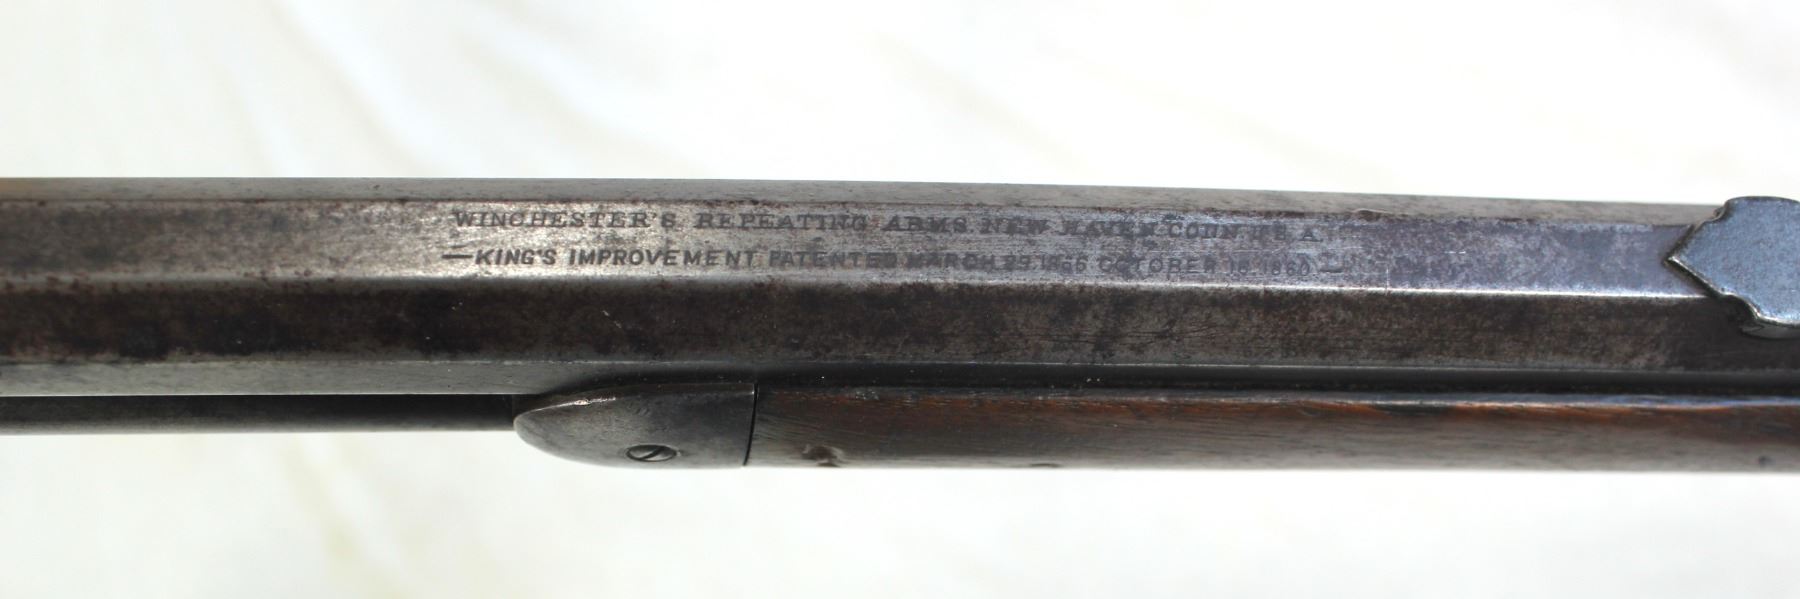 WINCHESTER'S REPEATING ARMS NEW HAVEN CONN U.S.A.
—KING'S IMPROVEMENT PATENTED MARCH 29.1866 OCTOBER 16.1860—